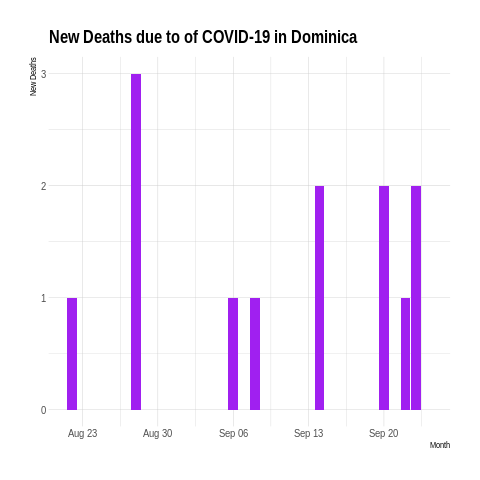 New Deaths due to of COVID-19 in Dominica
New Deaths
3
2
1
0
Aug 23 Aug 30 Sep 06 Sep 13 Sep 20
Month